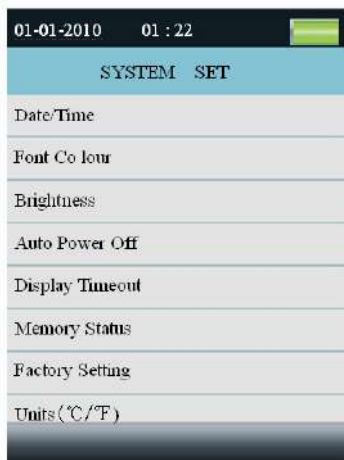 01-01-2010 01 : 22
SYSTEM SET
Date/Time
Font Co lour
Brightness
Auto Power Off
Display Timeout
Memory Status
Factory Setting
Units(℃/℉)